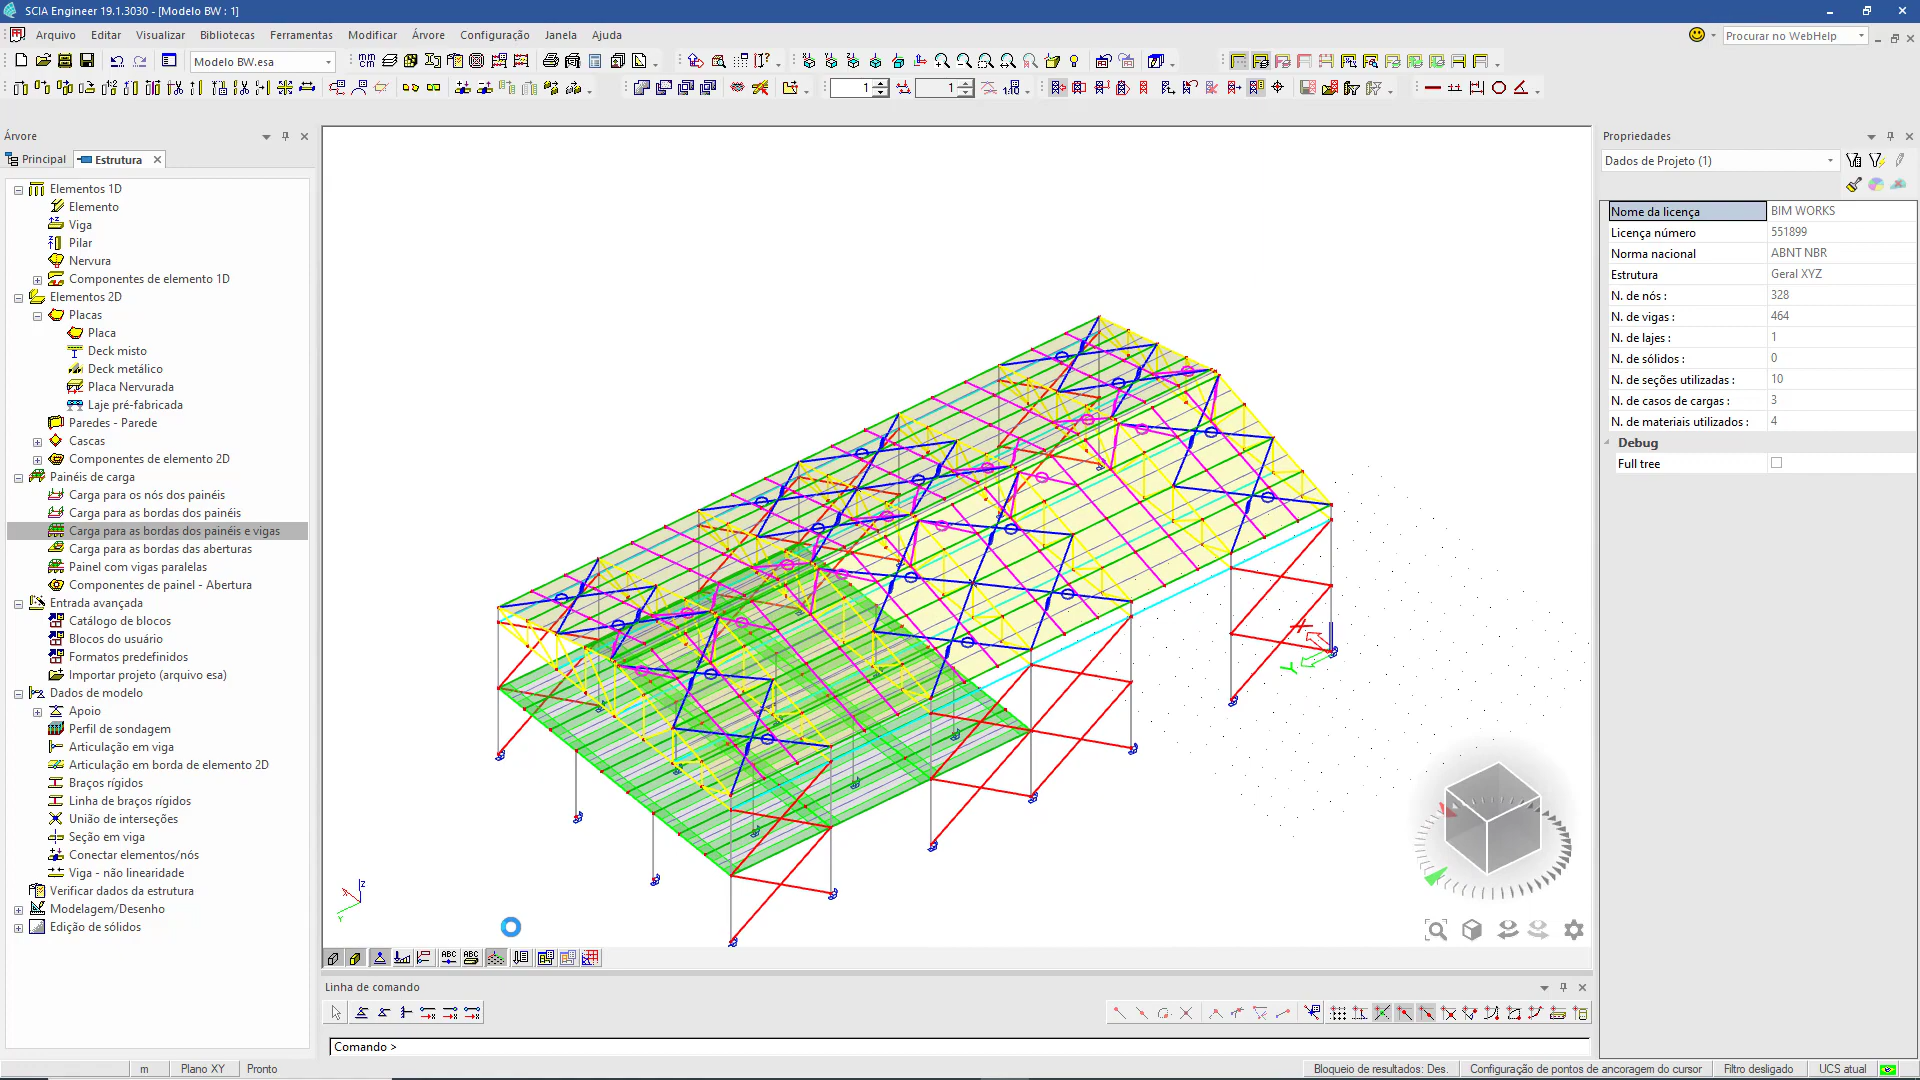 SCIA Engineer 19.1.3030 - [Modelo BW : 1]
Arquivo Editar Visualizar Bibliotecas Ferramentas Modificar Árvore Configuração Janela Ajuda
Procurar no WebHelp
Modelo BW.esa
1 1
Árvore
Principal Estrutura
Elementos 1D
Elemento
Viga
Pilar
Nervura
Componentes de elemento 1D
Elementos 2D
Placas
Placa
Deck misto
Deck metálico
Placa Nervurada
Laje pré-fabricada
Paredes - Parede
Cascas
Componentes de elemento 2D
Painéis de carga
Carga para os nós dos painéis
Carga para as bordas dos painéis
Carga para as bordas dos painéis e vigas
Carga para as bordas das aberturas
Painel com vigas paralelas
Componentes de painel - Abertura
Entrada avançada
Catálogo de blocos
Blocos do usuário
Formatos predefinidos
Importar projeto (arquivo esa)
Dados de modelo
Apoio
Perfil de sondagem
Articulação em viga
Articulação em borda de elemento 2D
Braços rígidos
Linha de braços rígidos
União de interseções
Seção em viga
Conectar elementos/nós
Viga - não linearidade
Verificar dados da estrutura
Modelagem/Desenho
Edição de sólidos
X
Y
Z
X
Y
Propriedades
Dados de Projeto (1)
Nome da licença BIM WORKS
Licença número 551899
Norma nacional ABNT NBR
Estrutura Geral XYZ
N. de nós : 328
N. de vigas : 464
N. de lajes : 1
N. de sólidos : 0
N. de seções utilizadas : 10
N. de casos de cargas : 3
N. de materiais utilizados : 4
Debug
Full tree
ABC ABC
Linha de comando
Comando >
m Plano XY Pronto
Bloqueio de resultados: Des. Configuração de pontos de ancoragem do cursor Filtro desligado UCS atual